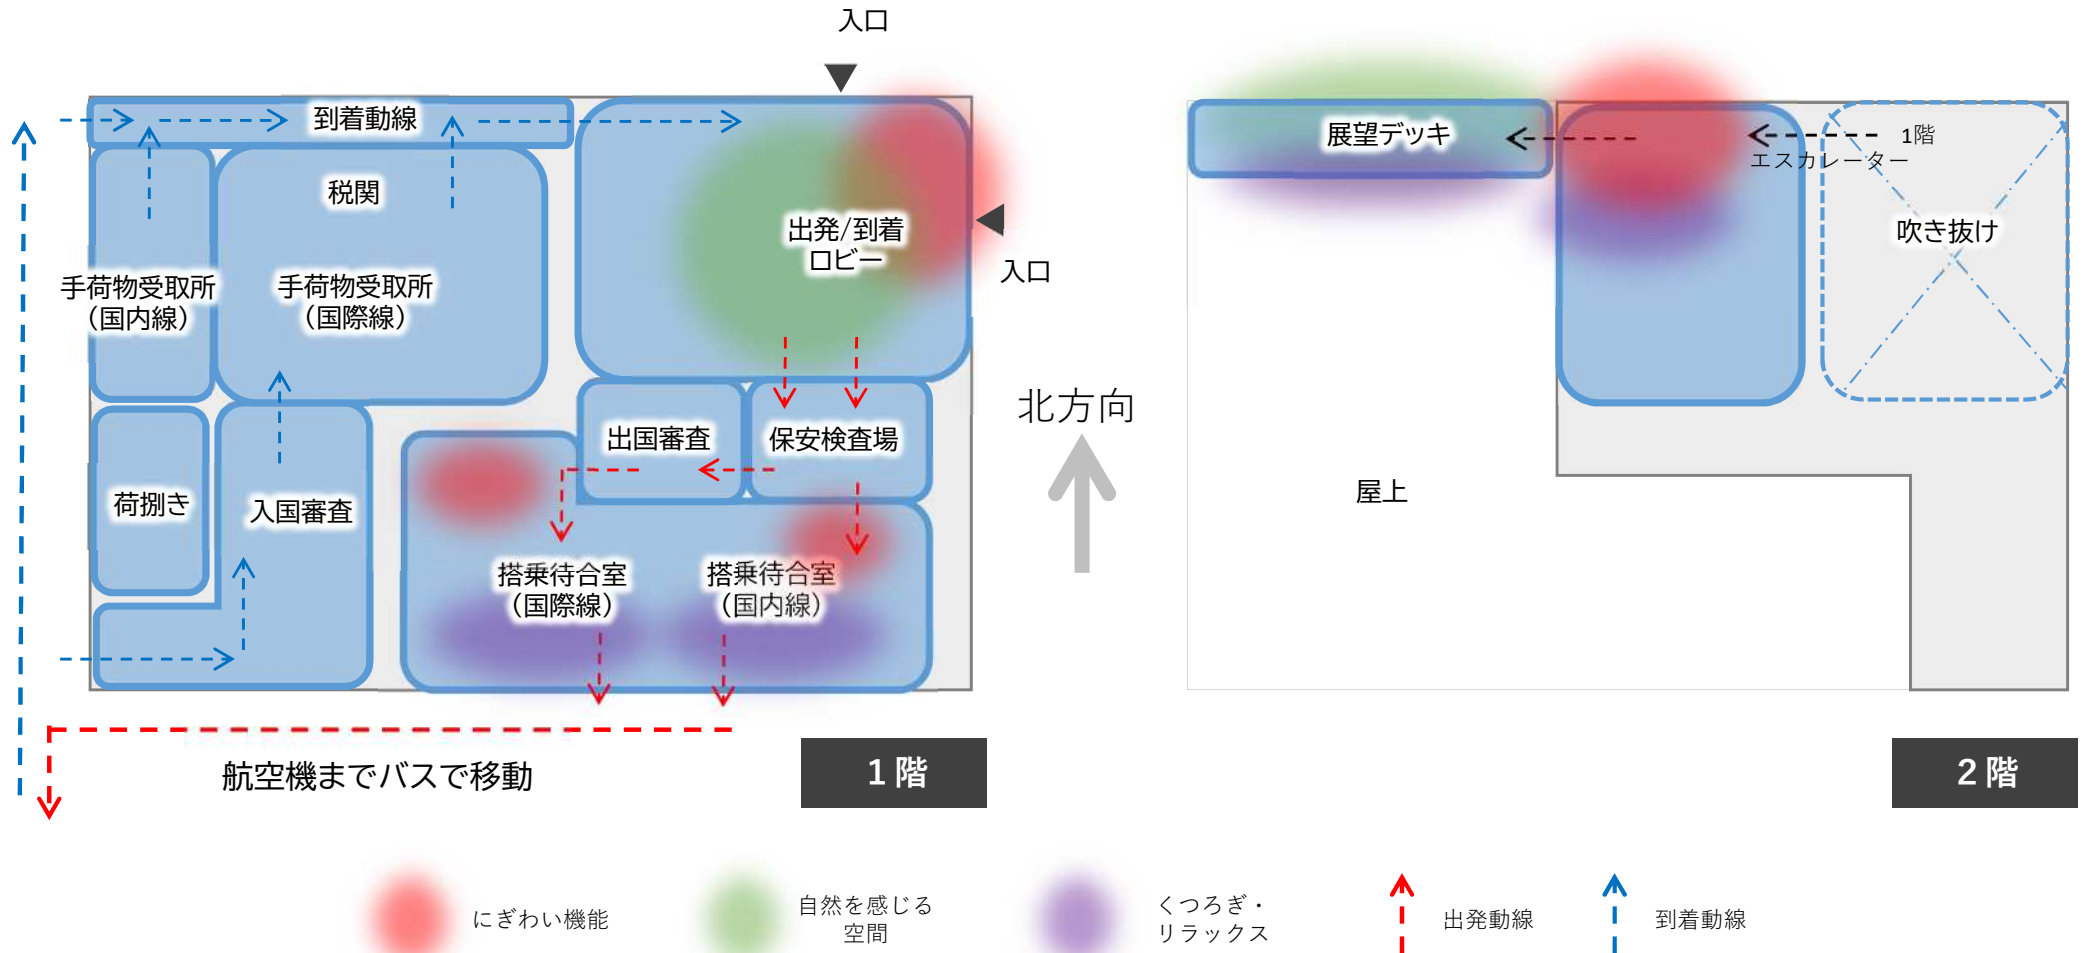 入口
到着動線
税関
手荷物受取所
（国内線）
手荷物受取所
（国際線）
出発/到着
ロビー
入口
出国審査
保安検査場
荷捌き
入国審査
搭乗待合室
（国際線）
搭乗待合室
（国内線）
航空機までバスで移動
1階
北方向
展望デッキ
1階
エスカレーター
吹き抜け
屋上
2階
にぎわい機能
自然を感じる
空間
くつろぎ・
リラックス
出発動線
到着動線